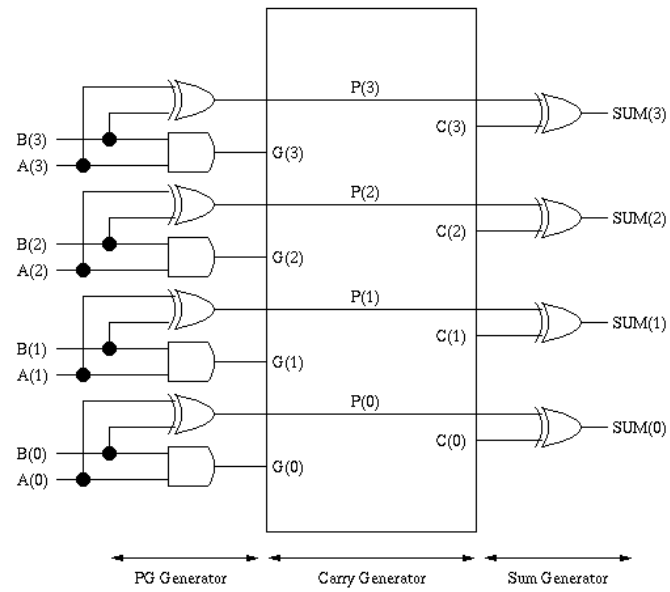 P(3)
C(3)
SUM(3)
B(3)
A(3)
G(3)
P(2)
C(2)
SUM(2)
B(2)
A(2)
G(2)
P(1)
C(1)
SUM(1)
B(1)
A(1)
G(1)
P(0)
C(0)
SUM(0)
B(0)
A(0)
G(0)
PG Generator
Carry Generator
Sum Generator